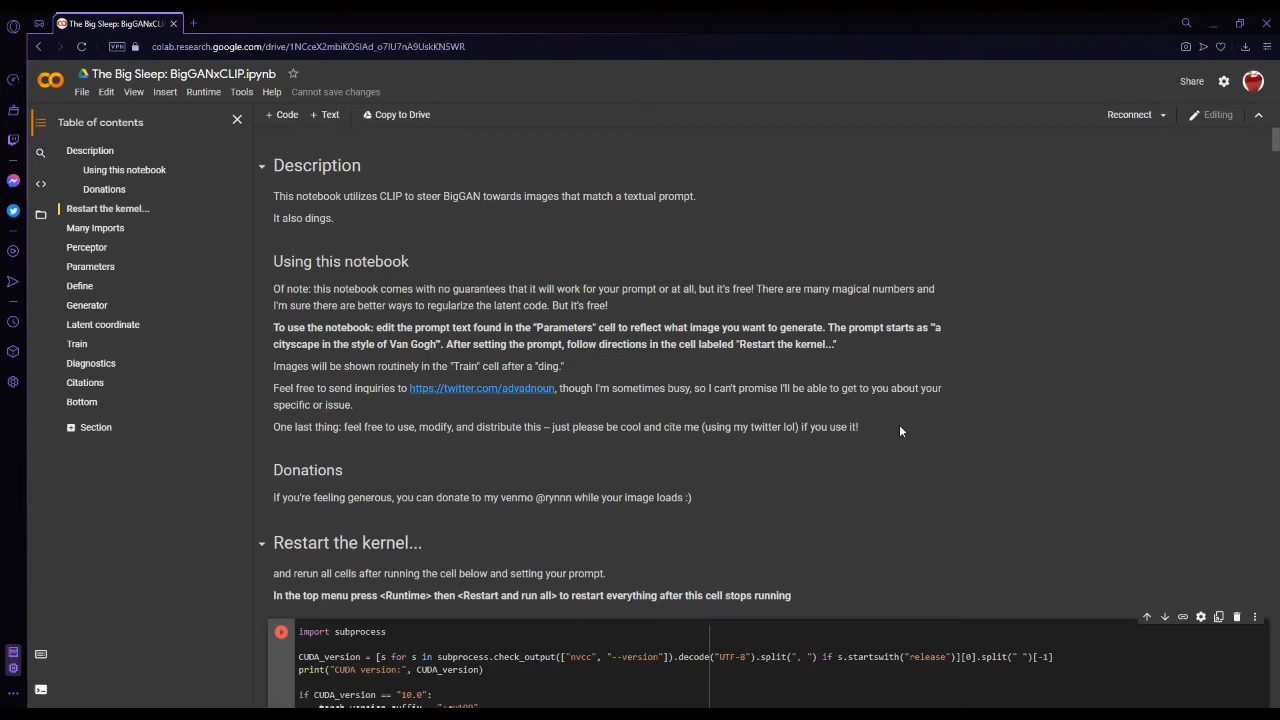 The Big Sleep: BigGANxCLI
VPN
colab.research.google.com/drive/1NCceX2mbiKOSlAd_o7IU7nA9UskKN5WR
The Big Sleep: BigGANxCLIP.ipynb
Share
File Edit View Insert Runtime Tools Help Cannot save changes
Table of contents
+ Code + Text Copy to Drive
Reconnect
Editing
Description
Using this notebook
Donations
Restart the kernel...
Many Imports
Perceptor
Parameters
Define
Generator
Latent coordinate
Train
Diagnostics
Citations
Bottom
Section
Description
This notebook utilizes CLIP to steer BigGAN towards images that match a textual prompt.
It also dings.
Using this notebook
Of note: this notebook comes with no guarantees that it will work for your prompt or at all, but it's free! There are many magical numbers and
I'm sure there are better ways to regularize the latent code. But it's free!
To use the notebook: edit the prompt text found in the "Parameters" cell to reflect what image you want to generate. The prompt starts as "a
cityscape in the style of Van Gogh". After setting the prompt, follow directions in the cell labeled "Restart the kernel..."
Images will be shown routinely in the "Train" cell after a "ding."
Feel free to send inquiries to https://twitter.com/advadnoun, though I'm sometimes busy, so I can't promise I'll be able to get to you about your
specific or issue.
One last thing: feel free to use, modify, and distribute this – just please be cool and cite me (using my twitter lol) if you use it!
Donations
If you're feeling generous, you can donate to my venmo @rynnn while your image loads :)
Restart the kernel...
and rerun all cells after running the cell below and setting your prompt.
In the top menu press <Runtime> then <Restart and run all> to restart everything after this cell stops running
import subprocess
CUDA_version = [s for s in subprocess.check_output(["nvcc", "--version"]).decode("UTF-8").split(", ") if s.startswith("release")][0].split(" ")[-1]
print("CUDA version:", CUDA_version)
if CUDA_version == "10.0":